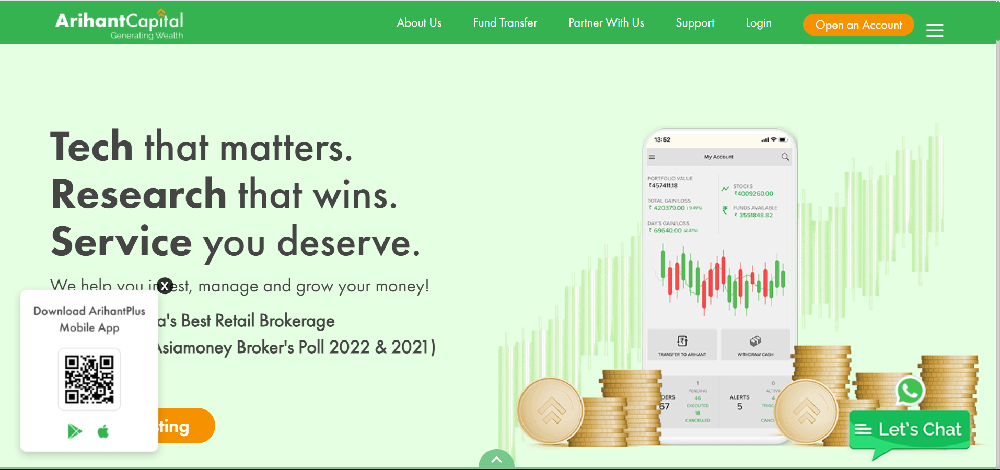 ArihantCapital
Generating Wealth
About Us
Fund Transfer
Partner With Us
Support
Login
Open an Account
Tech that matters.
Research that wins.
Service you deserve.
We help you invest, manage and grow your money!
a's Best Retail Brokerage
Asiamoney Broker's Poll 2022 & 2021)
ting
X
Download ArihantPlus
Mobile App
13:52
My Account
PORTFOLIO VALUE
₹457411.18
TOTAL GAIN/LOSS
₹ 420379.00 (9.49%)
DAY'S GAIN/LOSS
₹ 69640.00 (2.87%)
STOCKS
₹4009260.00
FUNDS AVAILABLE
₹ 3551848.82
TRANSFER TO ARIHANT
WITHDRAW CASH
DERS
67
1
PENDING
46
EXECUTED
18
CANCELLED
ALERTS
5
0
ACTIVE
4
TRIGG
CANCL
Let's Chat